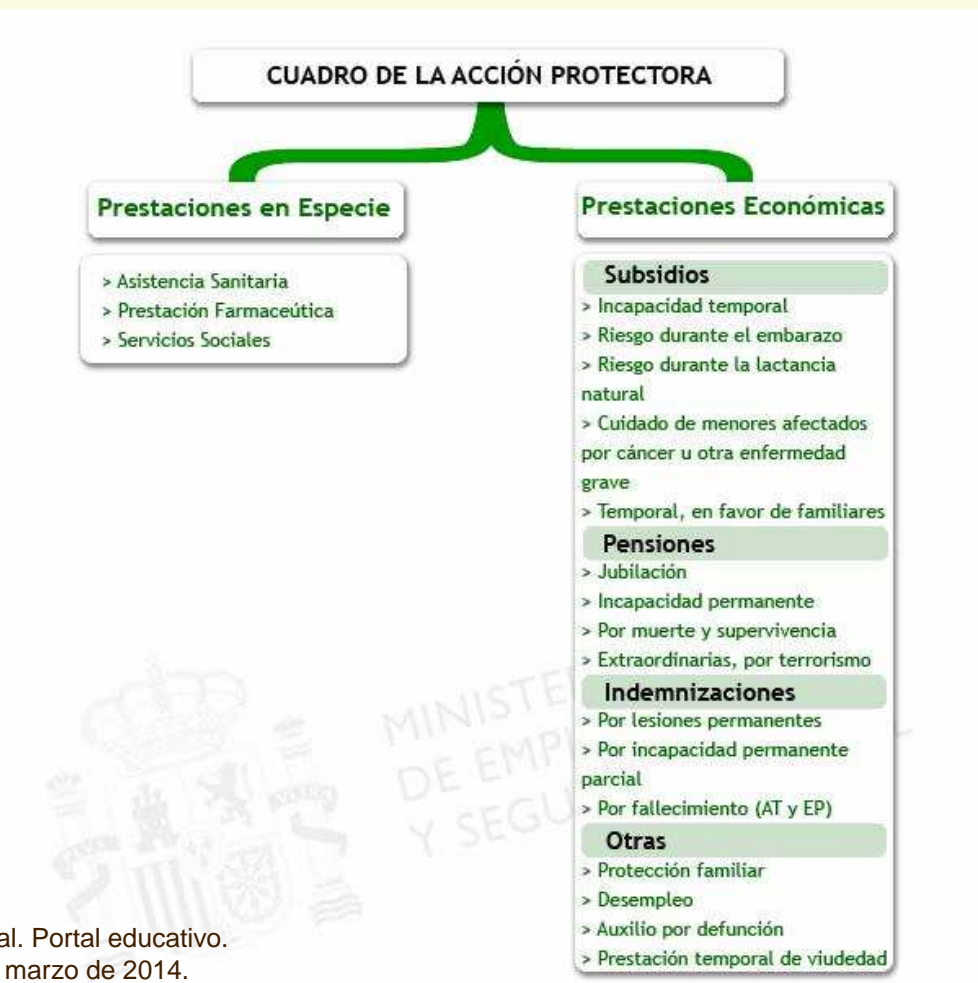 CUADRO DE LA ACCIÓN PROTECTORA
Prestaciones en Especie
> Asistencia Sanitaria
> Prestación Farmaceútica
> Servicios Sociales
Prestaciones Económicas
Subsidios
> Incapacidad temporal
> Riesgo durante el embarazo
> Riesgo durante la lactancia
natural
> Cuidado de menores afectados
por cáncer u otra enfermedad
grave
> Temporal, en favor de familiares
Pensiones
> Jubilación
> Incapacidad permanente
> Por muerte y supervivencia
> Extraordinarias, por terrorismo
Indemnizaciones
> Por lesiones permanentes
> Por incapacidad permanente
parcial
> Por fallecimiento (AT y EP)
Otras
> Protección familiar
> Desempleo
> Auxilio por defunción
> Prestación temporal de viudedad
MINISTE
DE EMP
Y SEGU
al. Portal educativo.
marzo de 2014.